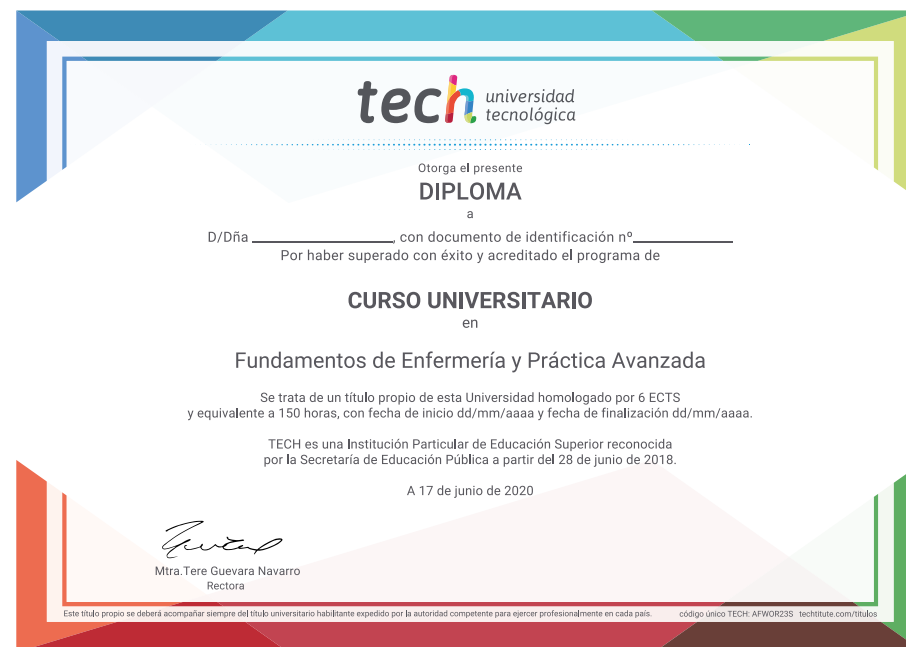 tech universidad
tecnológica
Otorga el presente
DIPLOMA
a
D/Dña ____________________, con documento de identificación nº______________
Por haber superado con éxito y acreditado el programa de
CURSO UNIVERSITARIO
en
Fundamentos de Enfermería y Práctica Avanzada
Se trata de un título propio de esta Universidad homologado por 6 ECTS
y equivalente a 150 horas, con fecha de inicio dd/mm/aaaa y fecha de finalización dd/mm/aaaa.
TECH es una Institución Particular de Educación Superior reconocida
por la Secretaría de Educación Pública a partir del 28 de junio de 2018.
A 17 de junio de 2020
Mtra.Tere Guevara Navarro
Rectora
Este título propio se deberá acompañar siempre del título universitario habilitante expedido por la autoridad competente para ejercer profesionalmente en cada país. código único TECH: AFWOR23S techtitute.com/titulos